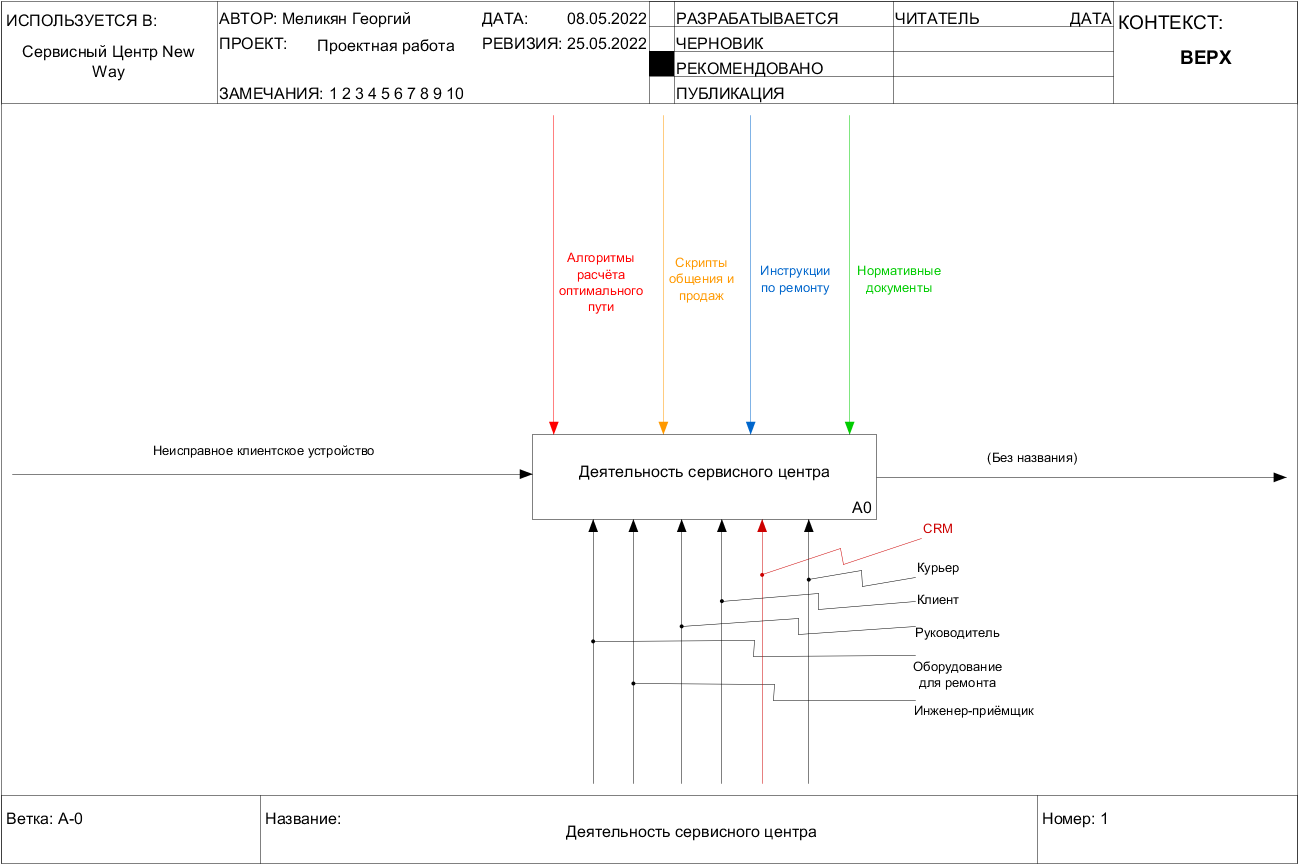 ИСПОЛЬЗУЕТСЯ В:
Сервисный Центр New
Way
АВТОР: Меликян Георгий
ДАТА: 08.05.2022
ПРОЕКТ: Проектная работа
РЕВИЗИЯ: 25.05.2022
ЗАМЕЧАНИЯ: 1 2 3 4 5 6 7 8 9 10
РАЗРАБАТЫВАЕТСЯ
ЧЕРНОВИК
РЕКОМЕНДОВАНО
ПУБЛИКАЦИЯ
ЧИТАТЕЛЬ ДАТА
КОНТЕКСТ:
ВЕРХ
Алгоритмы
расчёта
оптимального
пути
Скрипты
общения и
продаж
Инструкции
по ремонту
Нормативные
документы
Неисправное клиентское устройство
Деятельность сервисного центра
A0
(Без названия)
CRM
Курьер
Клиент
Руководитель
Оборудование
для ремонта
Инженер-приёмщик
Ветка: A-0
Название:
Деятельность сервисного центра
Номер: 1